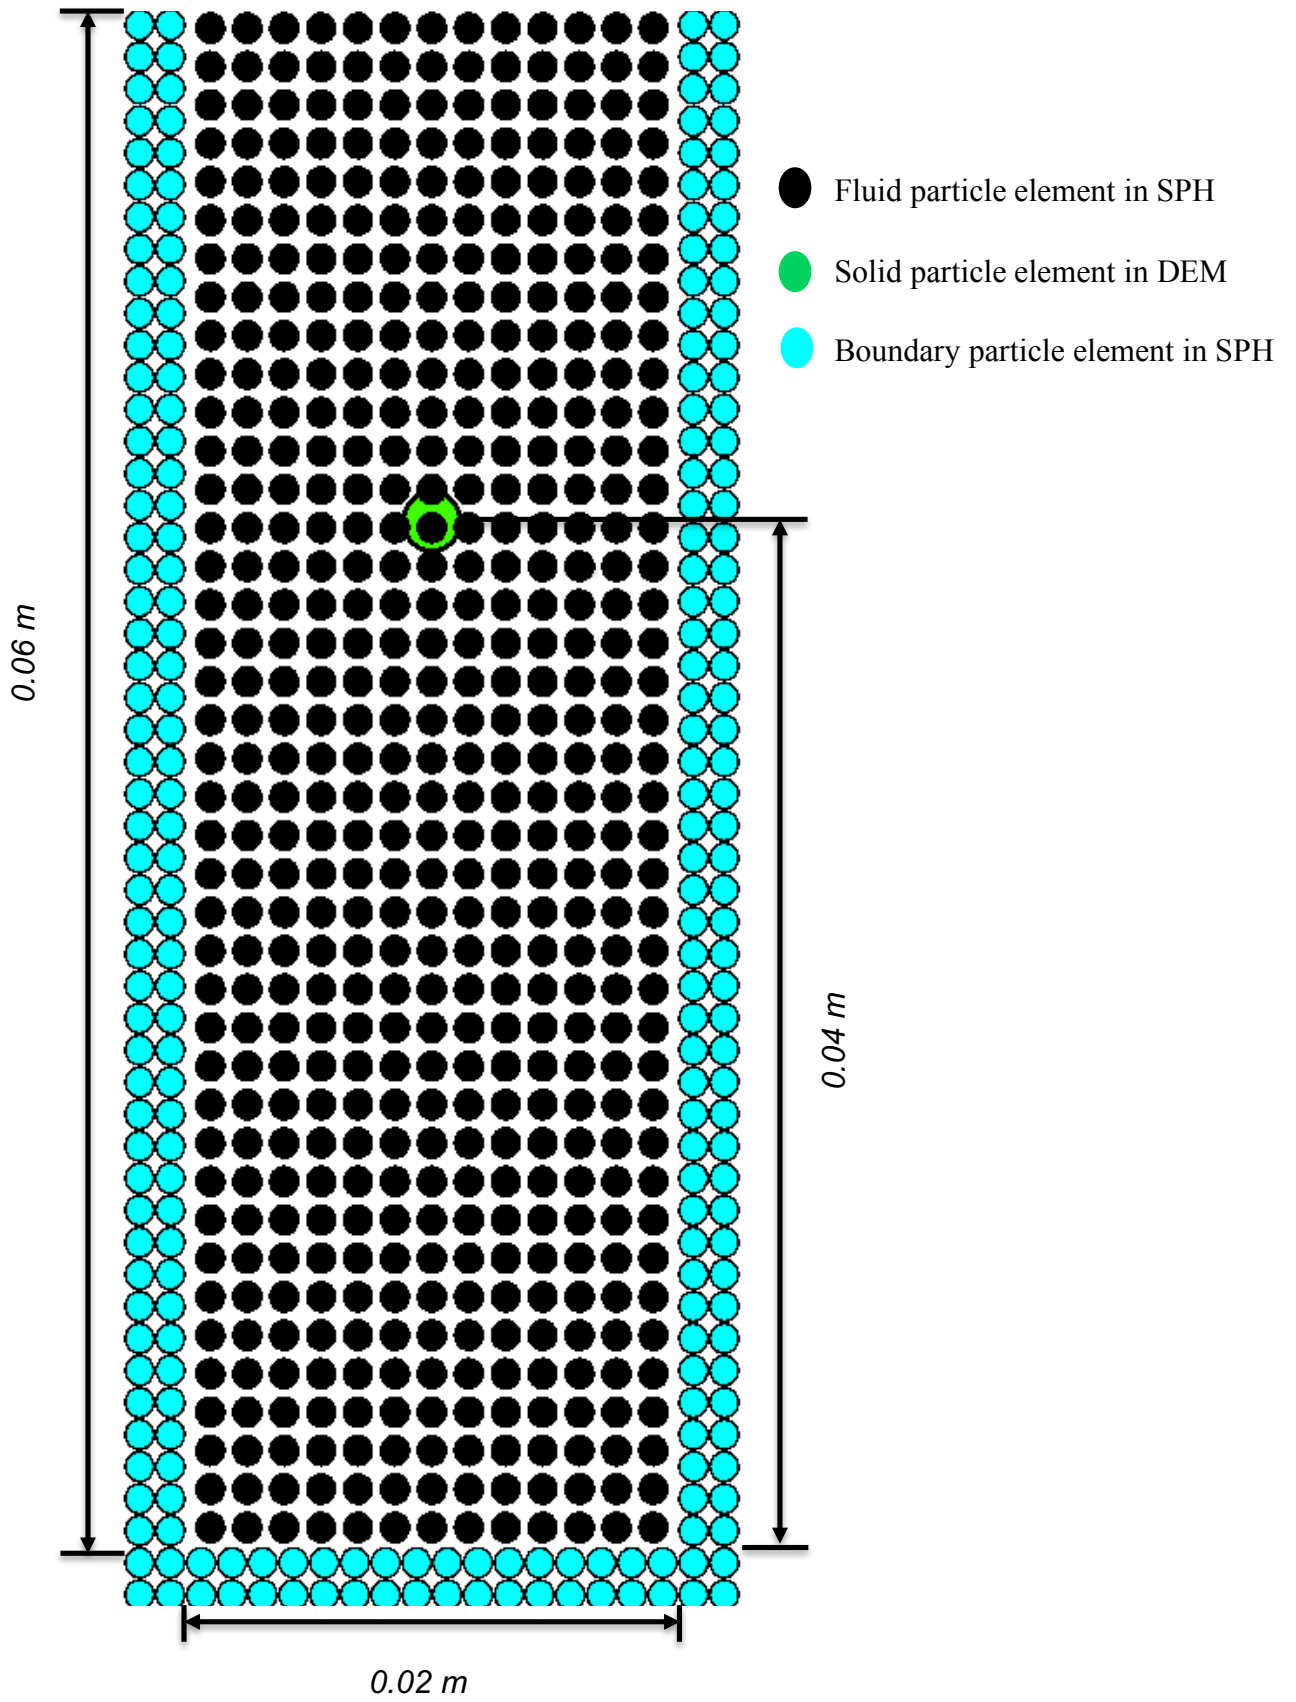 Fluid particle element in SPH
Solid particle element in DEM
Boundary particle element in SPH
0.06 m
0.04 m
0.02 m